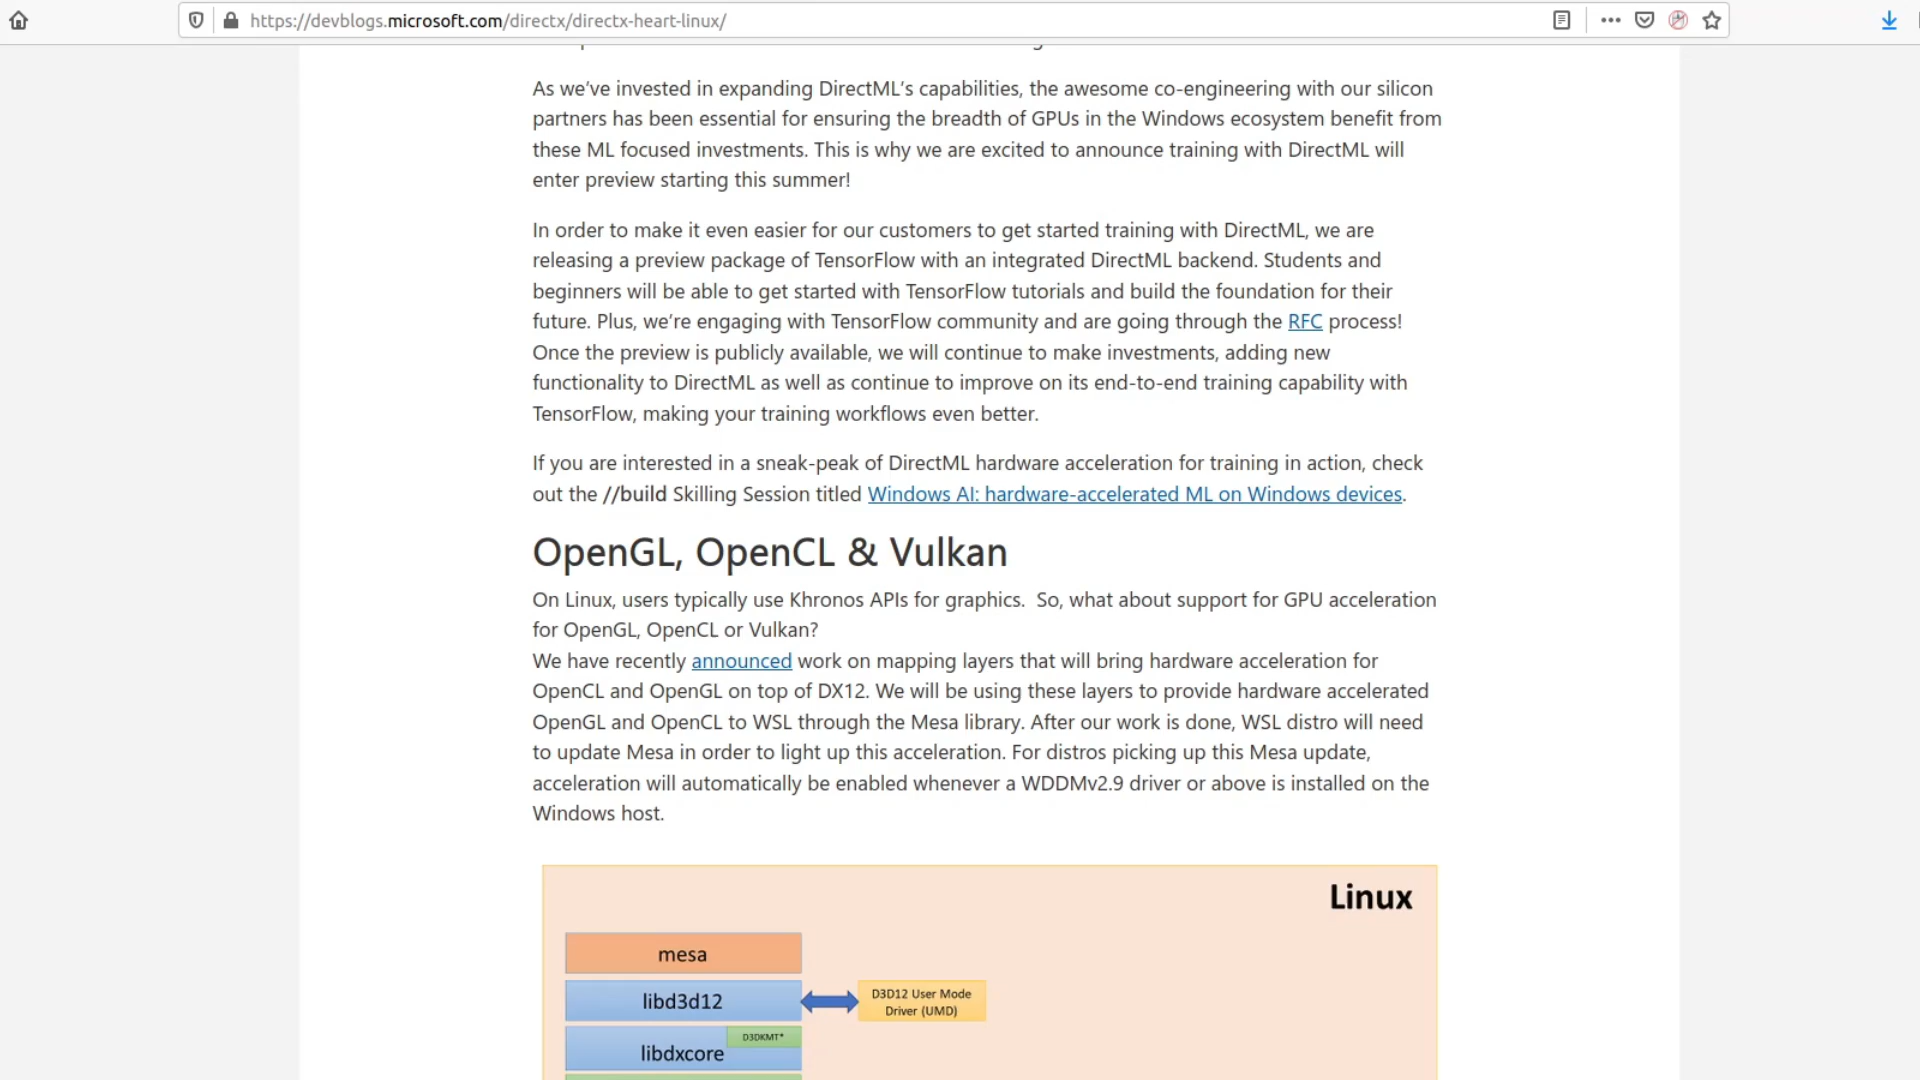 https://devblogs.microsoft.com/directx/directx-heart-linux/
As we’ve invested in expanding DirectML’s capabilities, the awesome co-engineering with our silicon
partners has been essential for ensuring the breadth of GPUs in the Windows ecosystem benefit from
these ML focused investments. This is why we are excited to announce training with DirectML will
enter preview starting this summer!
In order to make it even easier for our customers to get started training with DirectML, we are
releasing a preview package of TensorFlow with an integrated DirectML backend. Students and
beginners will be able to get started with TensorFlow tutorials and build the foundation for their
future. Plus, we’re engaging with TensorFlow community and are going through the RFC process!
Once the preview is publicly available, we will continue to make investments, adding new
functionality to DirectML as well as continue to improve on its end-to-end training capability with
TensorFlow, making your training workflows even better.
If you are interested in a sneak-peak of DirectML hardware acceleration for training in action, check
out the //build Skilling Session titled Windows AI: hardware-accelerated ML on Windows devices.
OpenGL, OpenCL & Vulkan
On Linux, users typically use Khronos APIs for graphics.  So, what about support for GPU acceleration
for OpenGL, OpenCL or Vulkan?
We have recently announced work on mapping layers that will bring hardware acceleration for
OpenCL and OpenGL on top of DX12. We will be using these layers to provide hardware accelerated
OpenGL and OpenCL to WSL through the Mesa library. After our work is done, WSL distro will need
to update Mesa in order to light up this acceleration. For distros picking up this Mesa update,
acceleration will automatically be enabled whenever a WDDMv2.9 driver or above is installed on the
Windows host.
Linux
mesa
libd3d12
D3D12 User Mode
Driver (UMD)
D3DKMT*
libdxcore